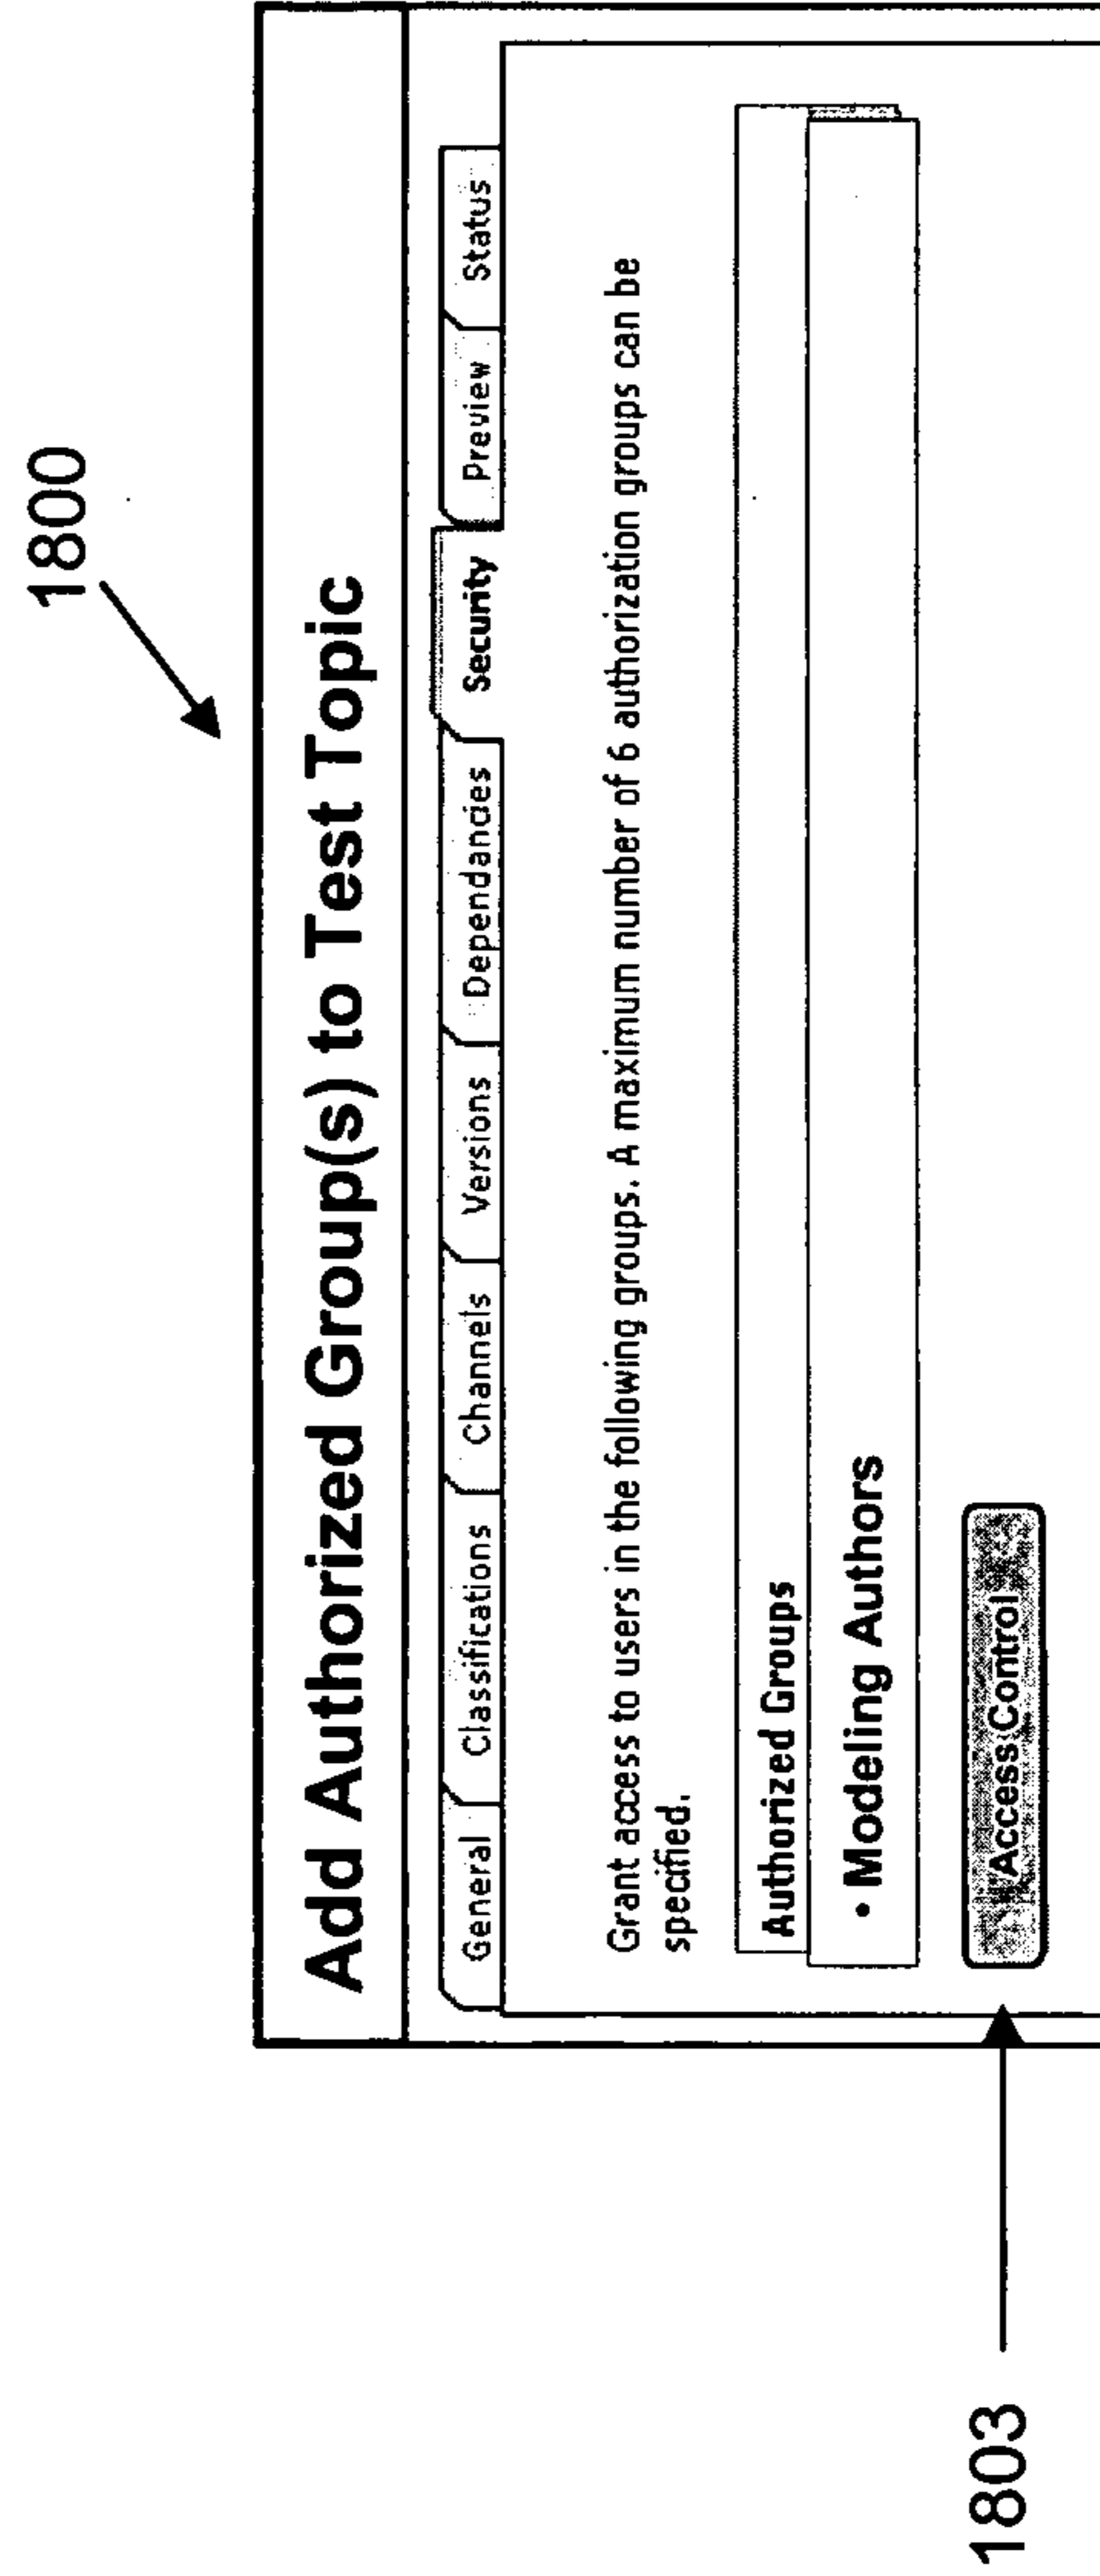 1800
Add Authorized Group(s) to Test Topic
General Classifications Channels Versions Dependancies Security Preview Status
Grant access to users in the following groups. A maximum number of 6 authorization groups can be
specified.
Authorized Groups
• Modeling Authors
Access Control
1803